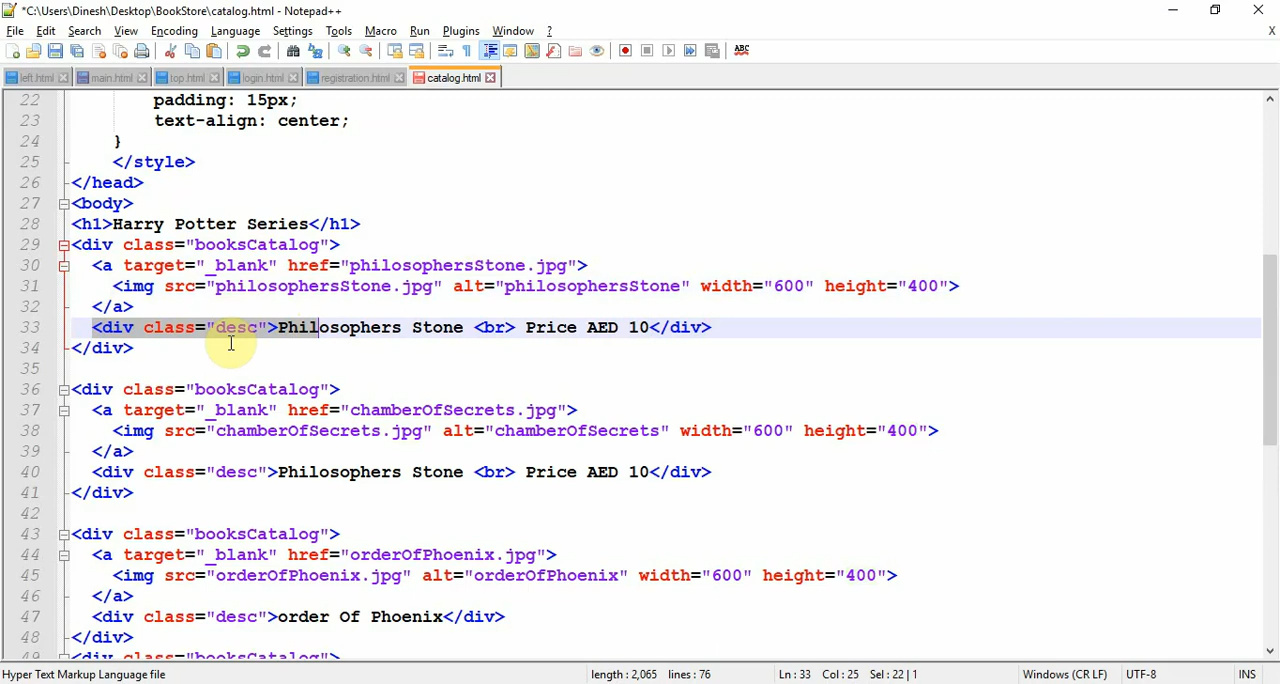 *C:\Users\Dinesh\Desktop\BookStore\catalog.html - Notepad++
File Edit Search View Encoding Language Settings Tools Macro Run Plugins Window ? X
left.html main.html top.html login.html registration.html catalog.html
22 padding: 15px;
23 text-align: center;
24 }
25 </style>
26 </head>
27 <body>
28 <h1>Harry Potter Series</h1>
29 <div class="booksCatalog">
30 <a target="_blank" href="philosophersStone.jpg">
31 <img src="philosophersStone.jpg" alt="philosophersStone" width="600" height="400">
32 </a>
33 <div class="desc">Philosophers Stone <br> Price AED 10</div>
34 </div>
35
36 <div class="booksCatalog">
37 <a target="_blank" href="chamberOfSecrets.jpg">
38 <img src="chamberOfSecrets.jpg" alt="chamberOfSecrets" width="600" height="400">
39 </a>
40 <div class="desc">Philosophers Stone <br> Price AED 10</div>
41 </div>
42
43 <div class="booksCatalog">
44 <a target="_blank" href="orderOfPhoenix.jpg">
45 <img src="orderOfPhoenix.jpg" alt="orderOfPhoenix" width="600" height="400">
46 </a>
47 <div class="desc">order Of Phoenix</div>
48 </div>
49 <div class="booksCatalog">
Hyper Text Markup Language file length : 2,065 lines : 76 Ln : 33 Col : 25 Sel : 22 | 1 Windows (CR LF) UTF-8 INS